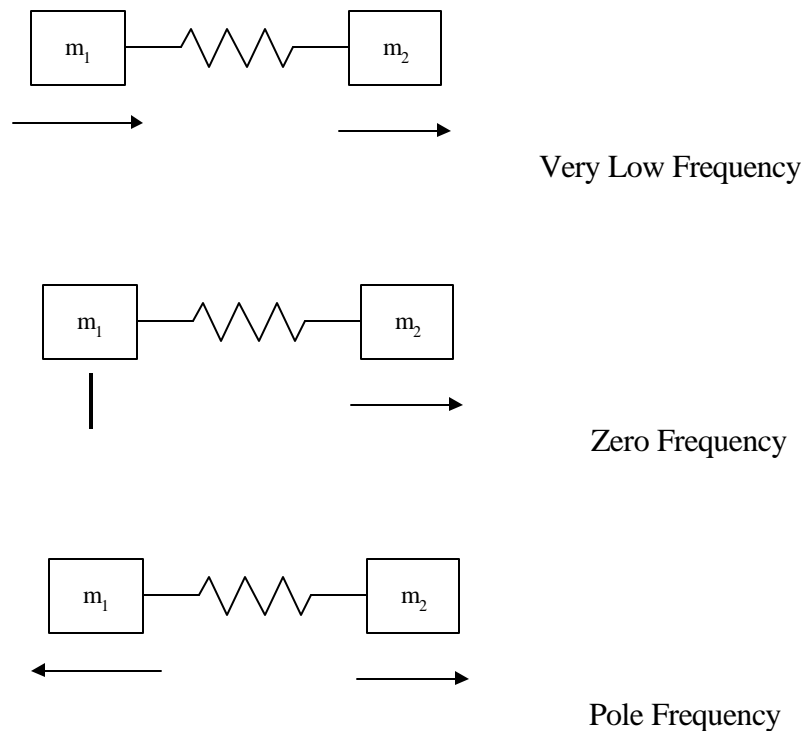 m₁ m₂
Very Low Frequency
m₁ m₂
Zero Frequency
m₁ m₂
Pole Frequency